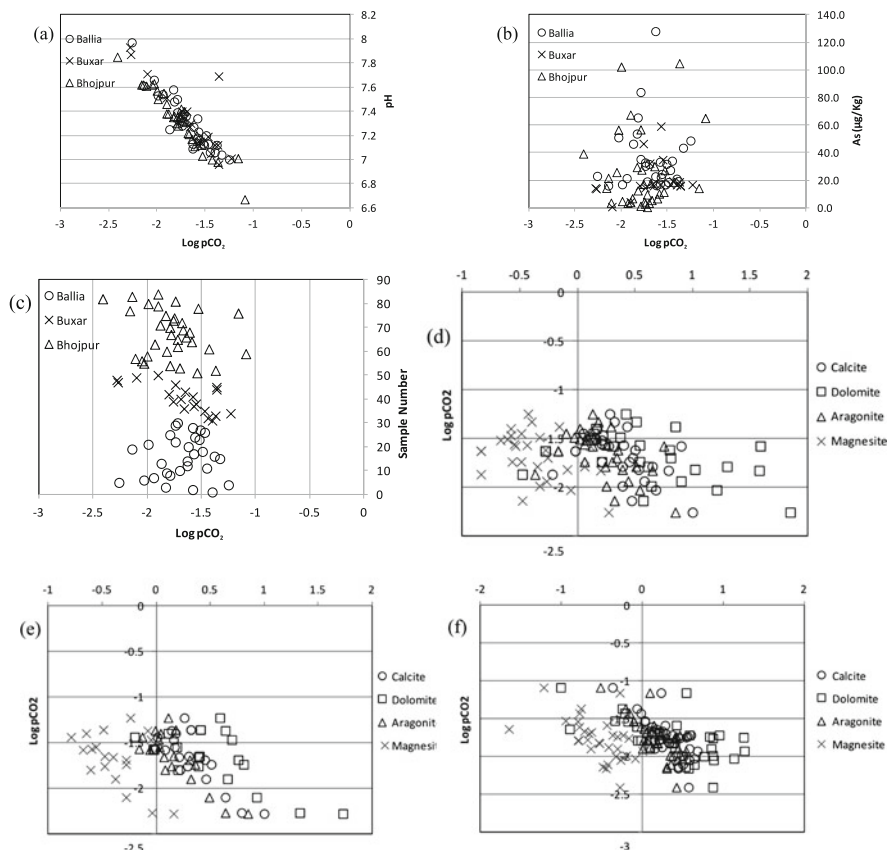 (a)
○ Ballia
× Buxar
△ Bhojpur
8.2
8
7.8
7.6
7.4
7.2
7
6.8
6.6
pH
-3 -2.5 -2 -1.5 -1 -0.5 0
Log pCO₂
(b)
○ Ballia
× Buxar
△ Bhojpur
140.0
120.0
100.0
80.0
60.0
40.0
20.0
0.0
As (µg/Kg)
-3 -2.5 -2 -1.5 -1 -0.5 0
Log pCO₂
(c)
○ Ballia
× Buxar
△ Bhojpur
90
80
70
60
50
40
30
20
10
0
Sample Number
-3 -2.5 -2 -1.5 -1 -0.5 0
Log pCO₂
(d)
-1 -0.5 0 0.5 1 1.5 2
0
-0.5
-1
-1.5
-2
-2.5
Log pCO2
○ Calcite
□ Dolomite
△ Aragonite
× Magnesite
(e)
-1 -0.5 0 0.5 1 1.5 2
0
-0.5
-1
-1.5
-2
-2.5
Log pCO2
○ Calcite
□ Dolomite
△ Aragonite
× Magnesite
(f)
-2 -1 0 1 2
0
-0.5
-1
-1.5
-2
-2.5
-3
Log pCO2
○ Calcite
□ Dolomite
△ Aragonite
× Magnesite